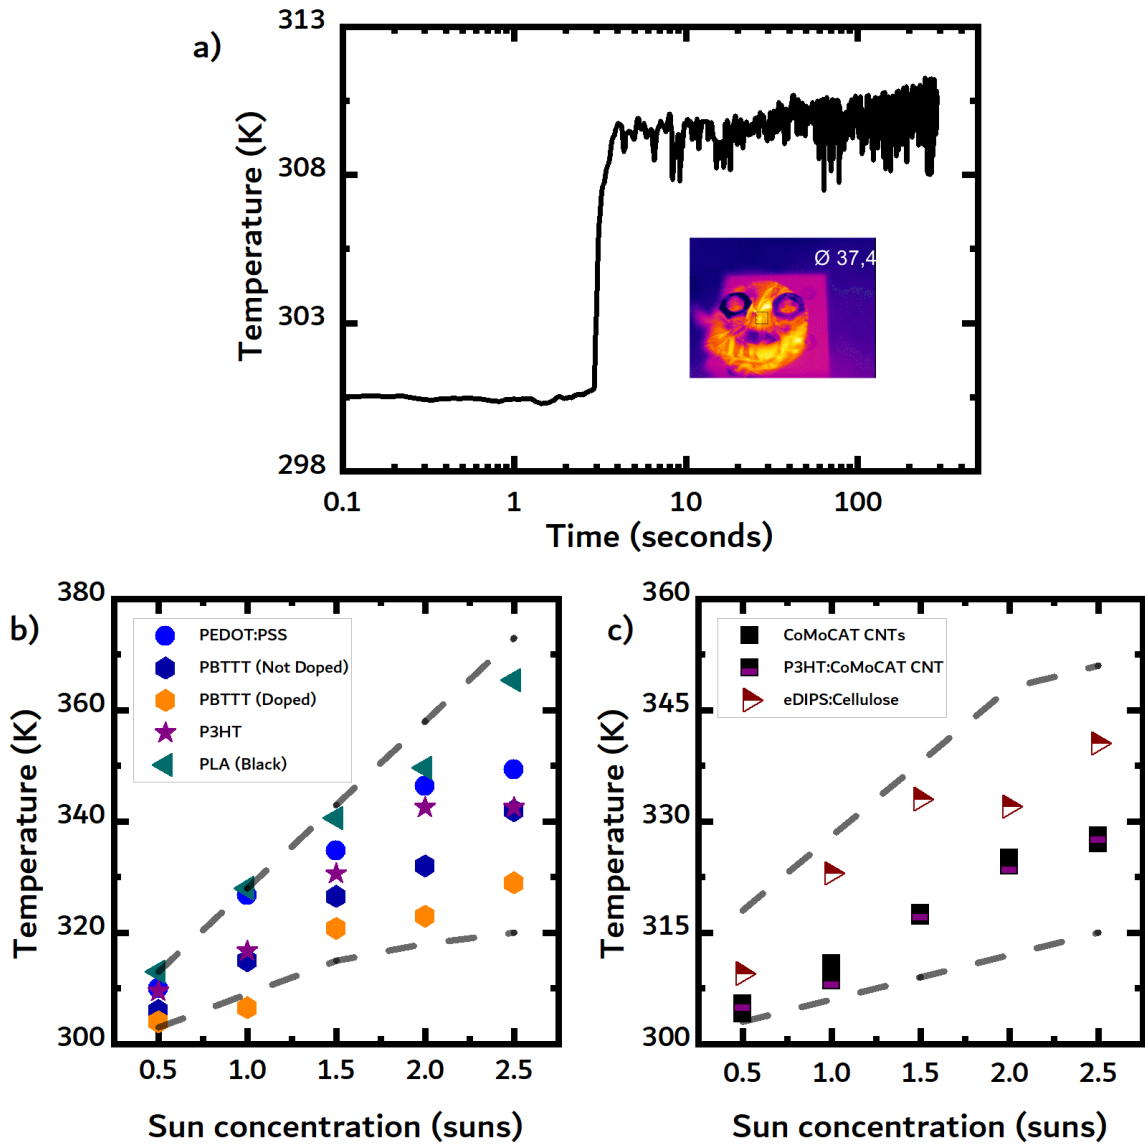 a)
313
308
303
298
Temperature (K)
Ø 37,4
0.1 1 10 100
Time (seconds)
b)
380
360
340
320
300
Temperature (K)
PEDOT:PSS
PBTTT (Not Doped)
PBTTT (Doped)
P3HT
PLA (Black)
0.5 1.0 1.5 2.0 2.5
Sun concentration (suns)
c)
360
345
330
315
300
Temperature (K)
CoMoCAT CNTs
P3HT:CoMoCAT CNT
eDIPS:Cellulose
0.5 1.0 1.5 2.0 2.5
Sun concentration (suns)